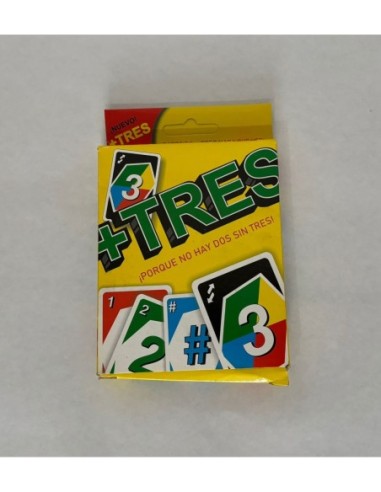 ¡NUEVO!
+TRES
3
+TRES
¡PORQUE NO HAY DOS SIN TRES!
1
2
2
#
#
3